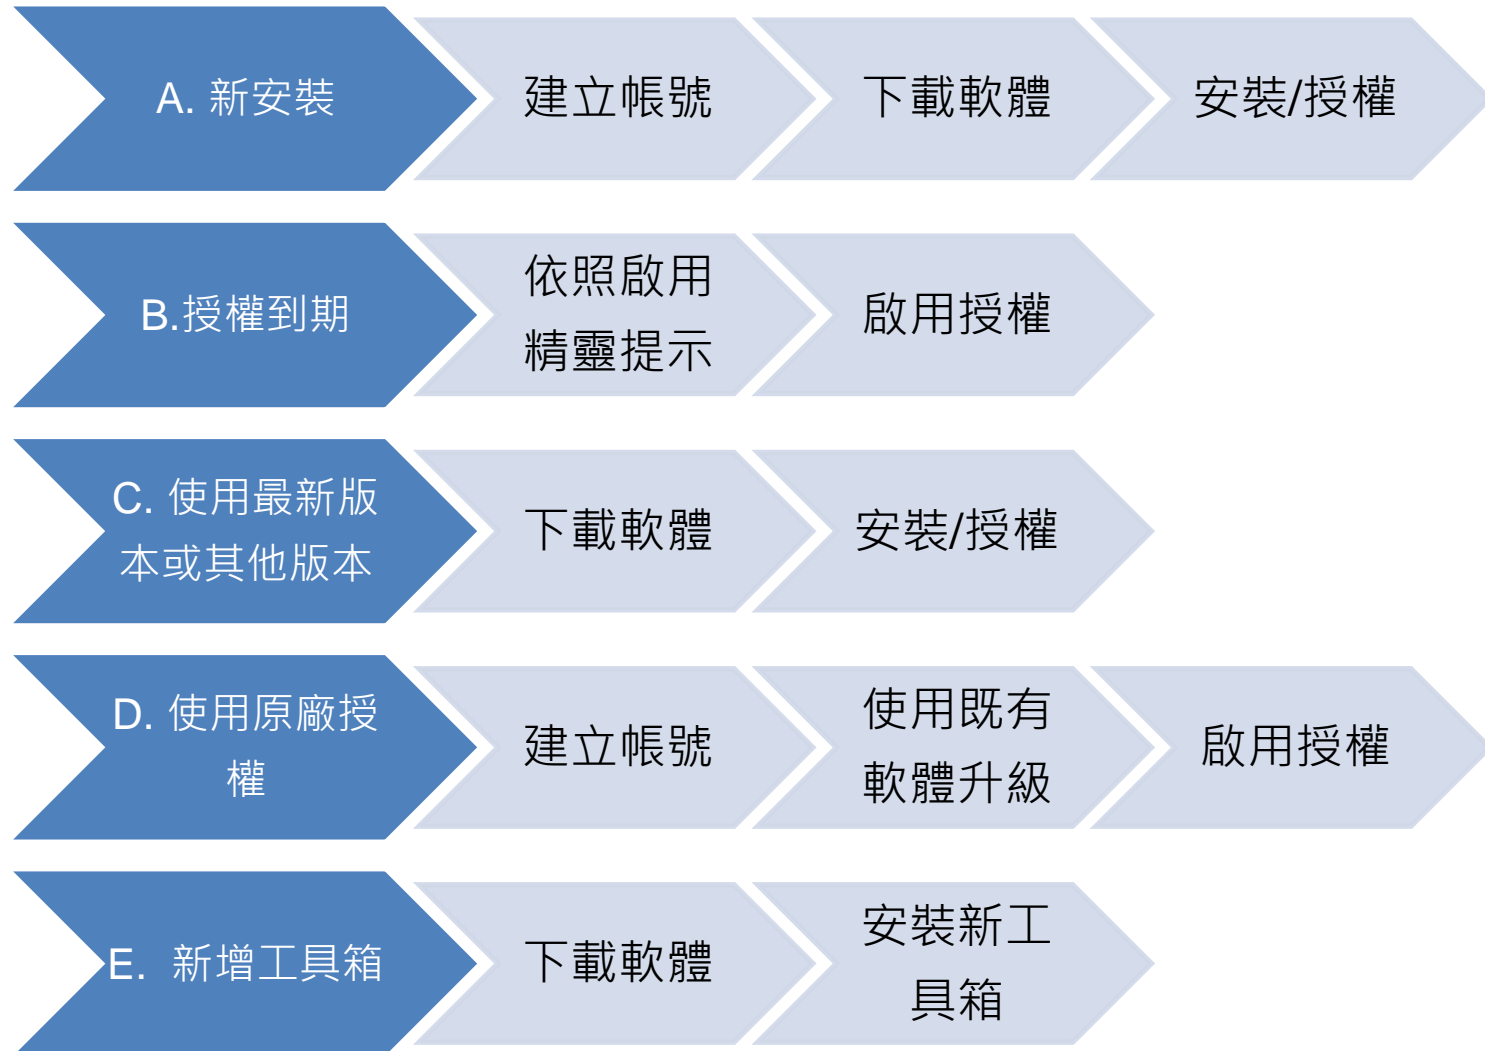 A. 新安裝
建立帳號
下載軟體
安裝/授權
B.授權到期
依照啟用
精靈提示
啟用授權
C. 使用最新版
本或其他版本
下載軟體
安裝/授權
D. 使用原廠授
權
建立帳號
使用既有
軟體升級
啟用授權
E. 新增工具箱
下載軟體
安裝新工
具箱